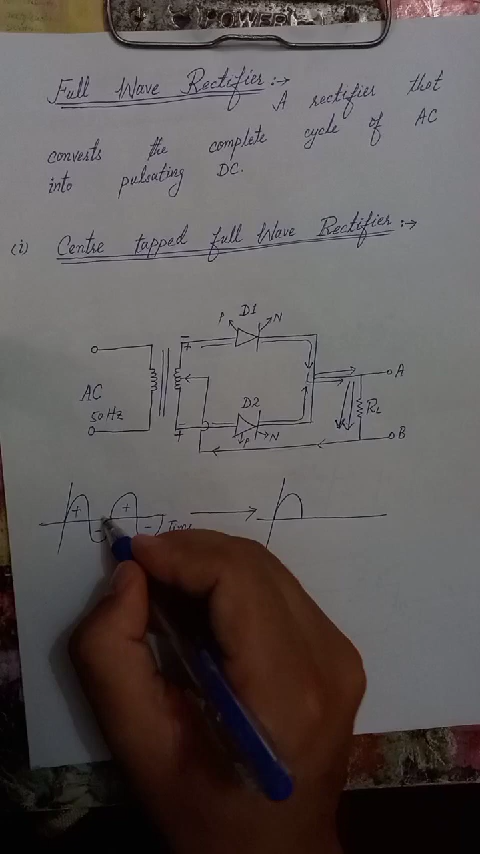 POWER
Full Wave Rectifier :→
A rectifier that
converts the complete cycle of AC
into pulsating DC.
(i) Centre tapped full Wave Rectifier :→
D1
P N
+
A
AC
50 Hz
D2
RL
P N
+
B
+ + − Time